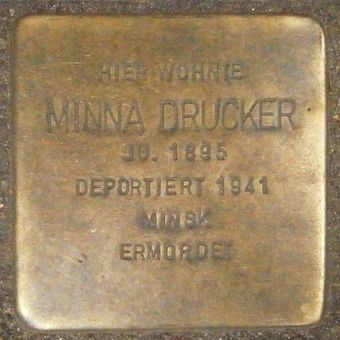 HIER WOHNTE
MINNA DRUCKER
JG. 1895
DEPORTIERT 1941
MINSK
ERMORDET